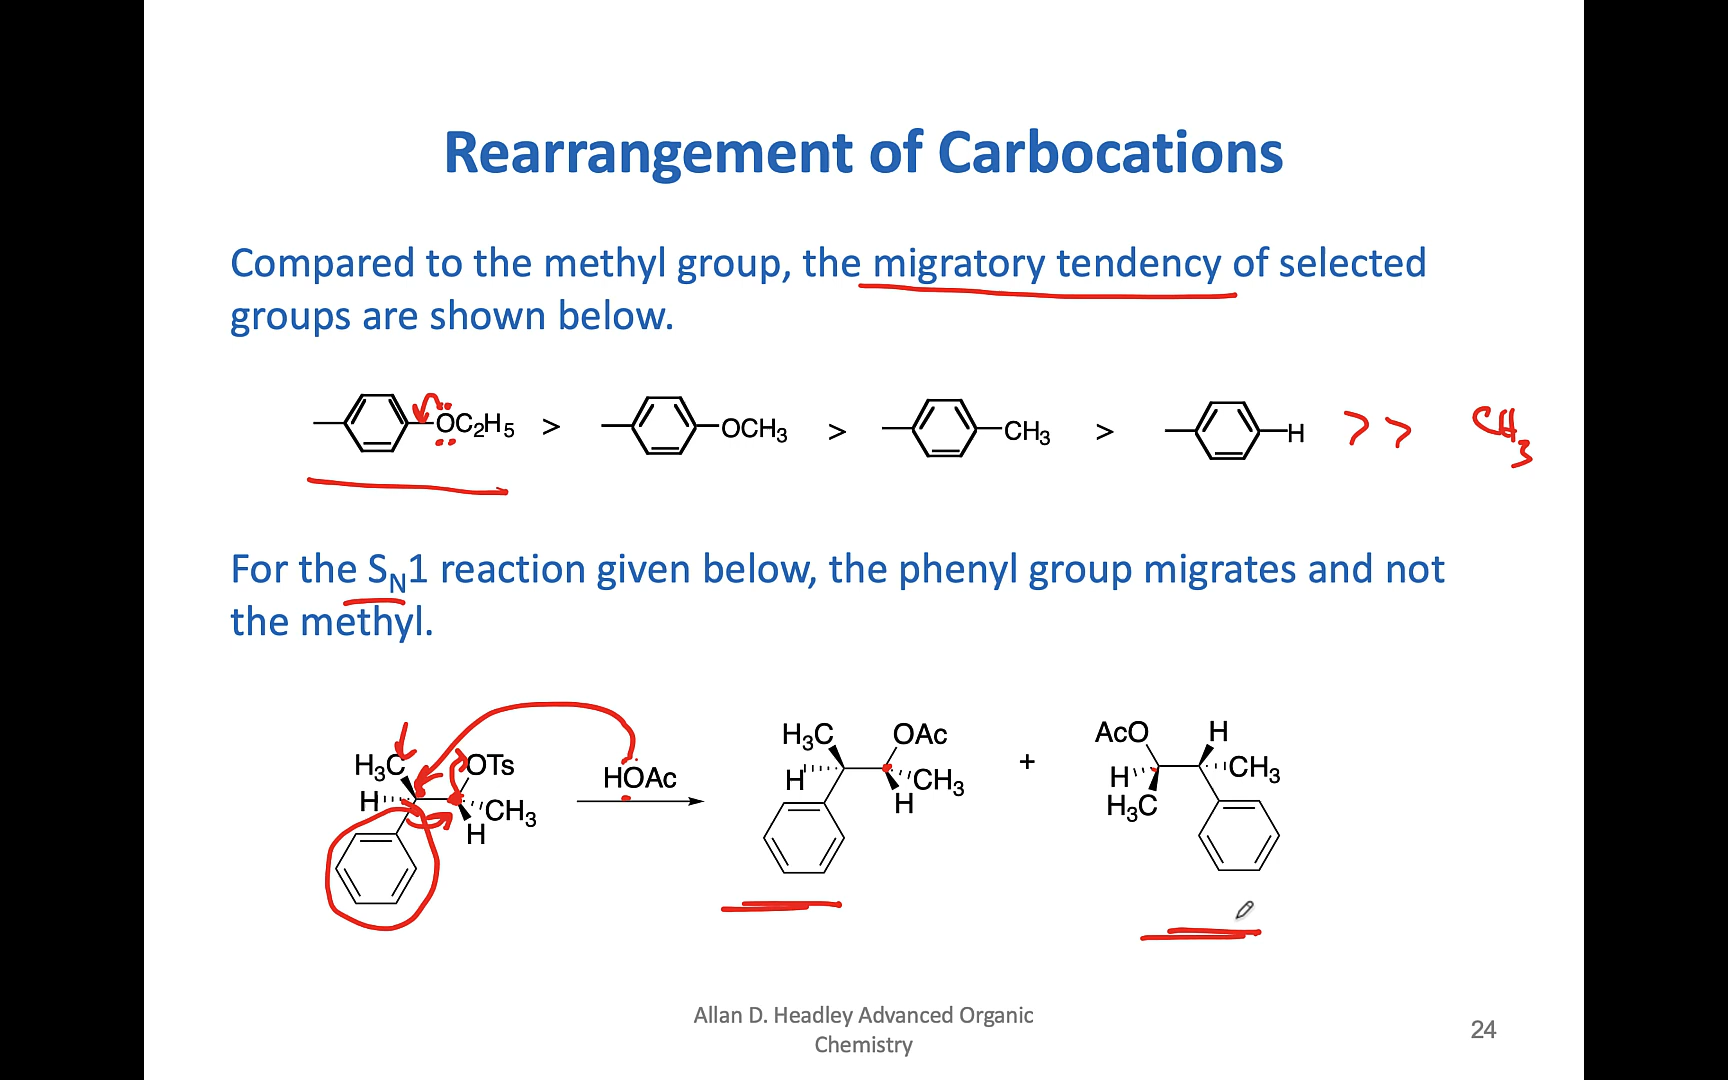 Rearrangement of Carbocations
Compared to the methyl group, the migratory tendency of selected
groups are shown below.
OC₂H₅ > OCH₃ > CH₃ > H >> CH₃
For the Sₙ1 reaction given below, the phenyl group migrates and not
the methyl.
H₃C OTs
H CH₃
H
HOAc
H₃C OAc
H CH₃
H
+
AcO H
H CH₃
H₃C
Allan D. Headley Advanced Organic
Chemistry
24